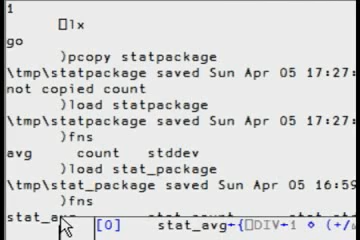 1
⎕lx
go
)pcopy statpackage
\tmp\statpackage saved Sun Apr 05 17:27:
not copied count
)load statpackage
\tmp\statpackage saved Sun Apr 05 17:27:
)fns
avg count stddev
)load stat_package
\tmp\stat_package saved Sun Apr 05 16:59
)fns
[0] stat_avg←{⎕DIV←1 ⋄ (+/